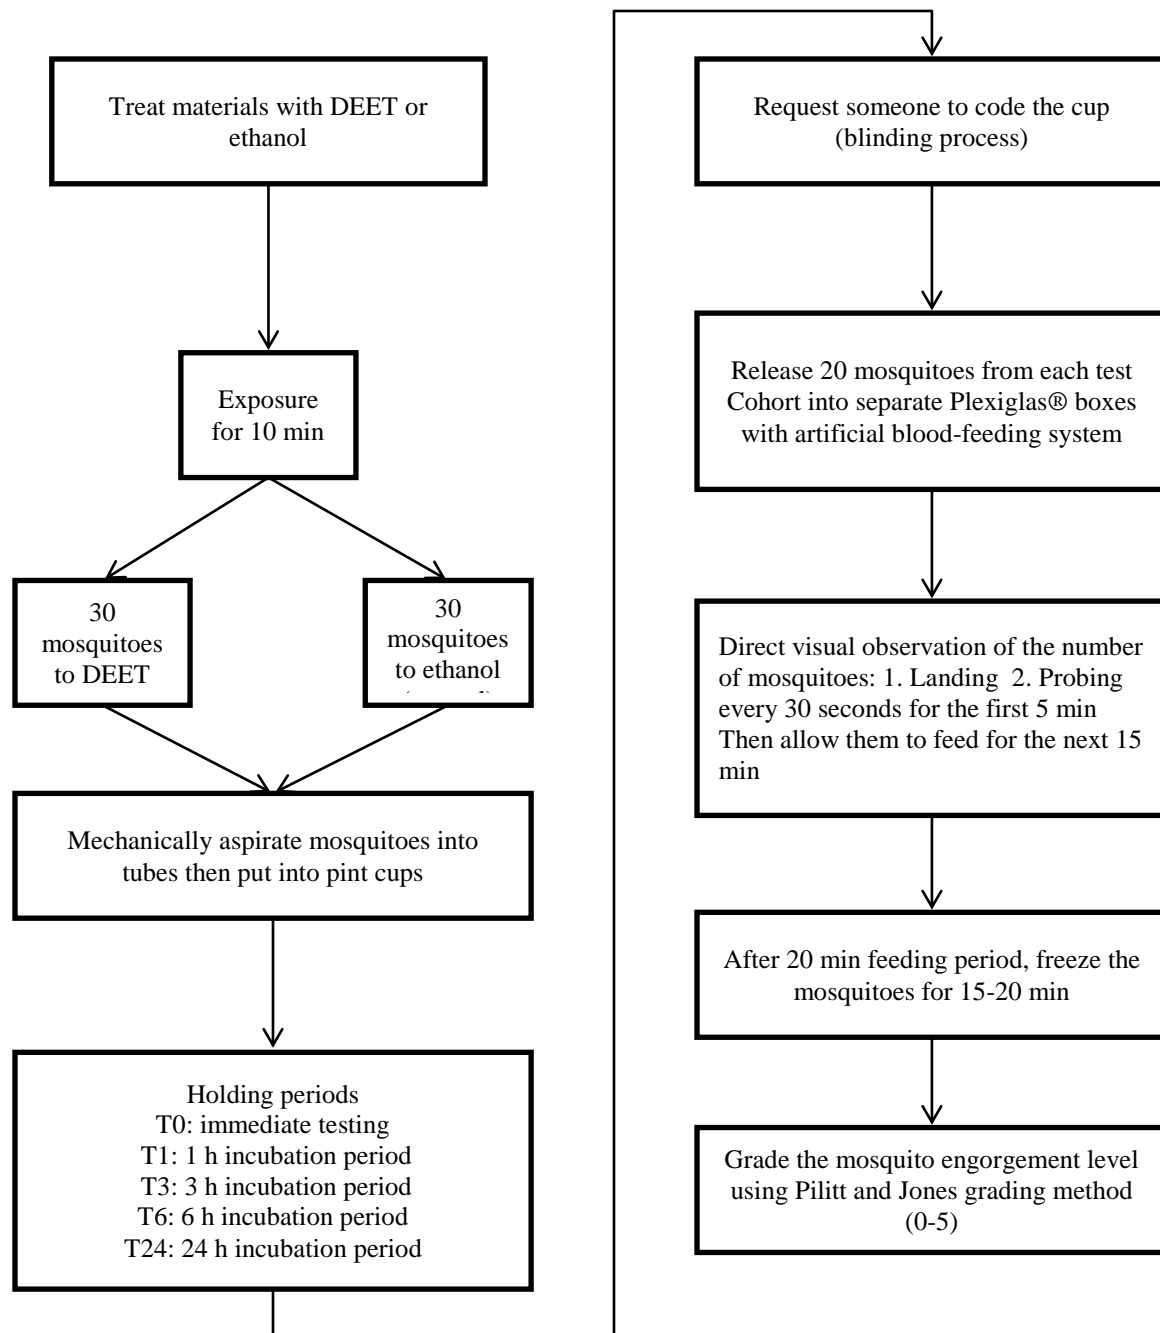 Treat materials with DEET or
ethanol
Exposure
for 10 min
30
mosquitoes
to DEET
30
mosquitoes
to ethanol
Mechanically aspirate mosquitoes into
tubes then put into pint cups
Holding periods
T0: immediate testing
T1: 1 h incubation period
T3: 3 h incubation period
T6: 6 h incubation period
T24: 24 h incubation period
Request someone to code the cup
(blinding process)
Release 20 mosquitoes from each test
Cohort into separate Plexiglas® boxes
with artificial blood-feeding system
Direct visual observation of the number
of mosquitoes: 1. Landing  2. Probing
every 30 seconds for the first 5 min
Then allow them to feed for the next 15
min
After 20 min feeding period, freeze the
mosquitoes for 15-20 min
Grade the mosquito engorgement level
using Pilitt and Jones grading method
(0-5)